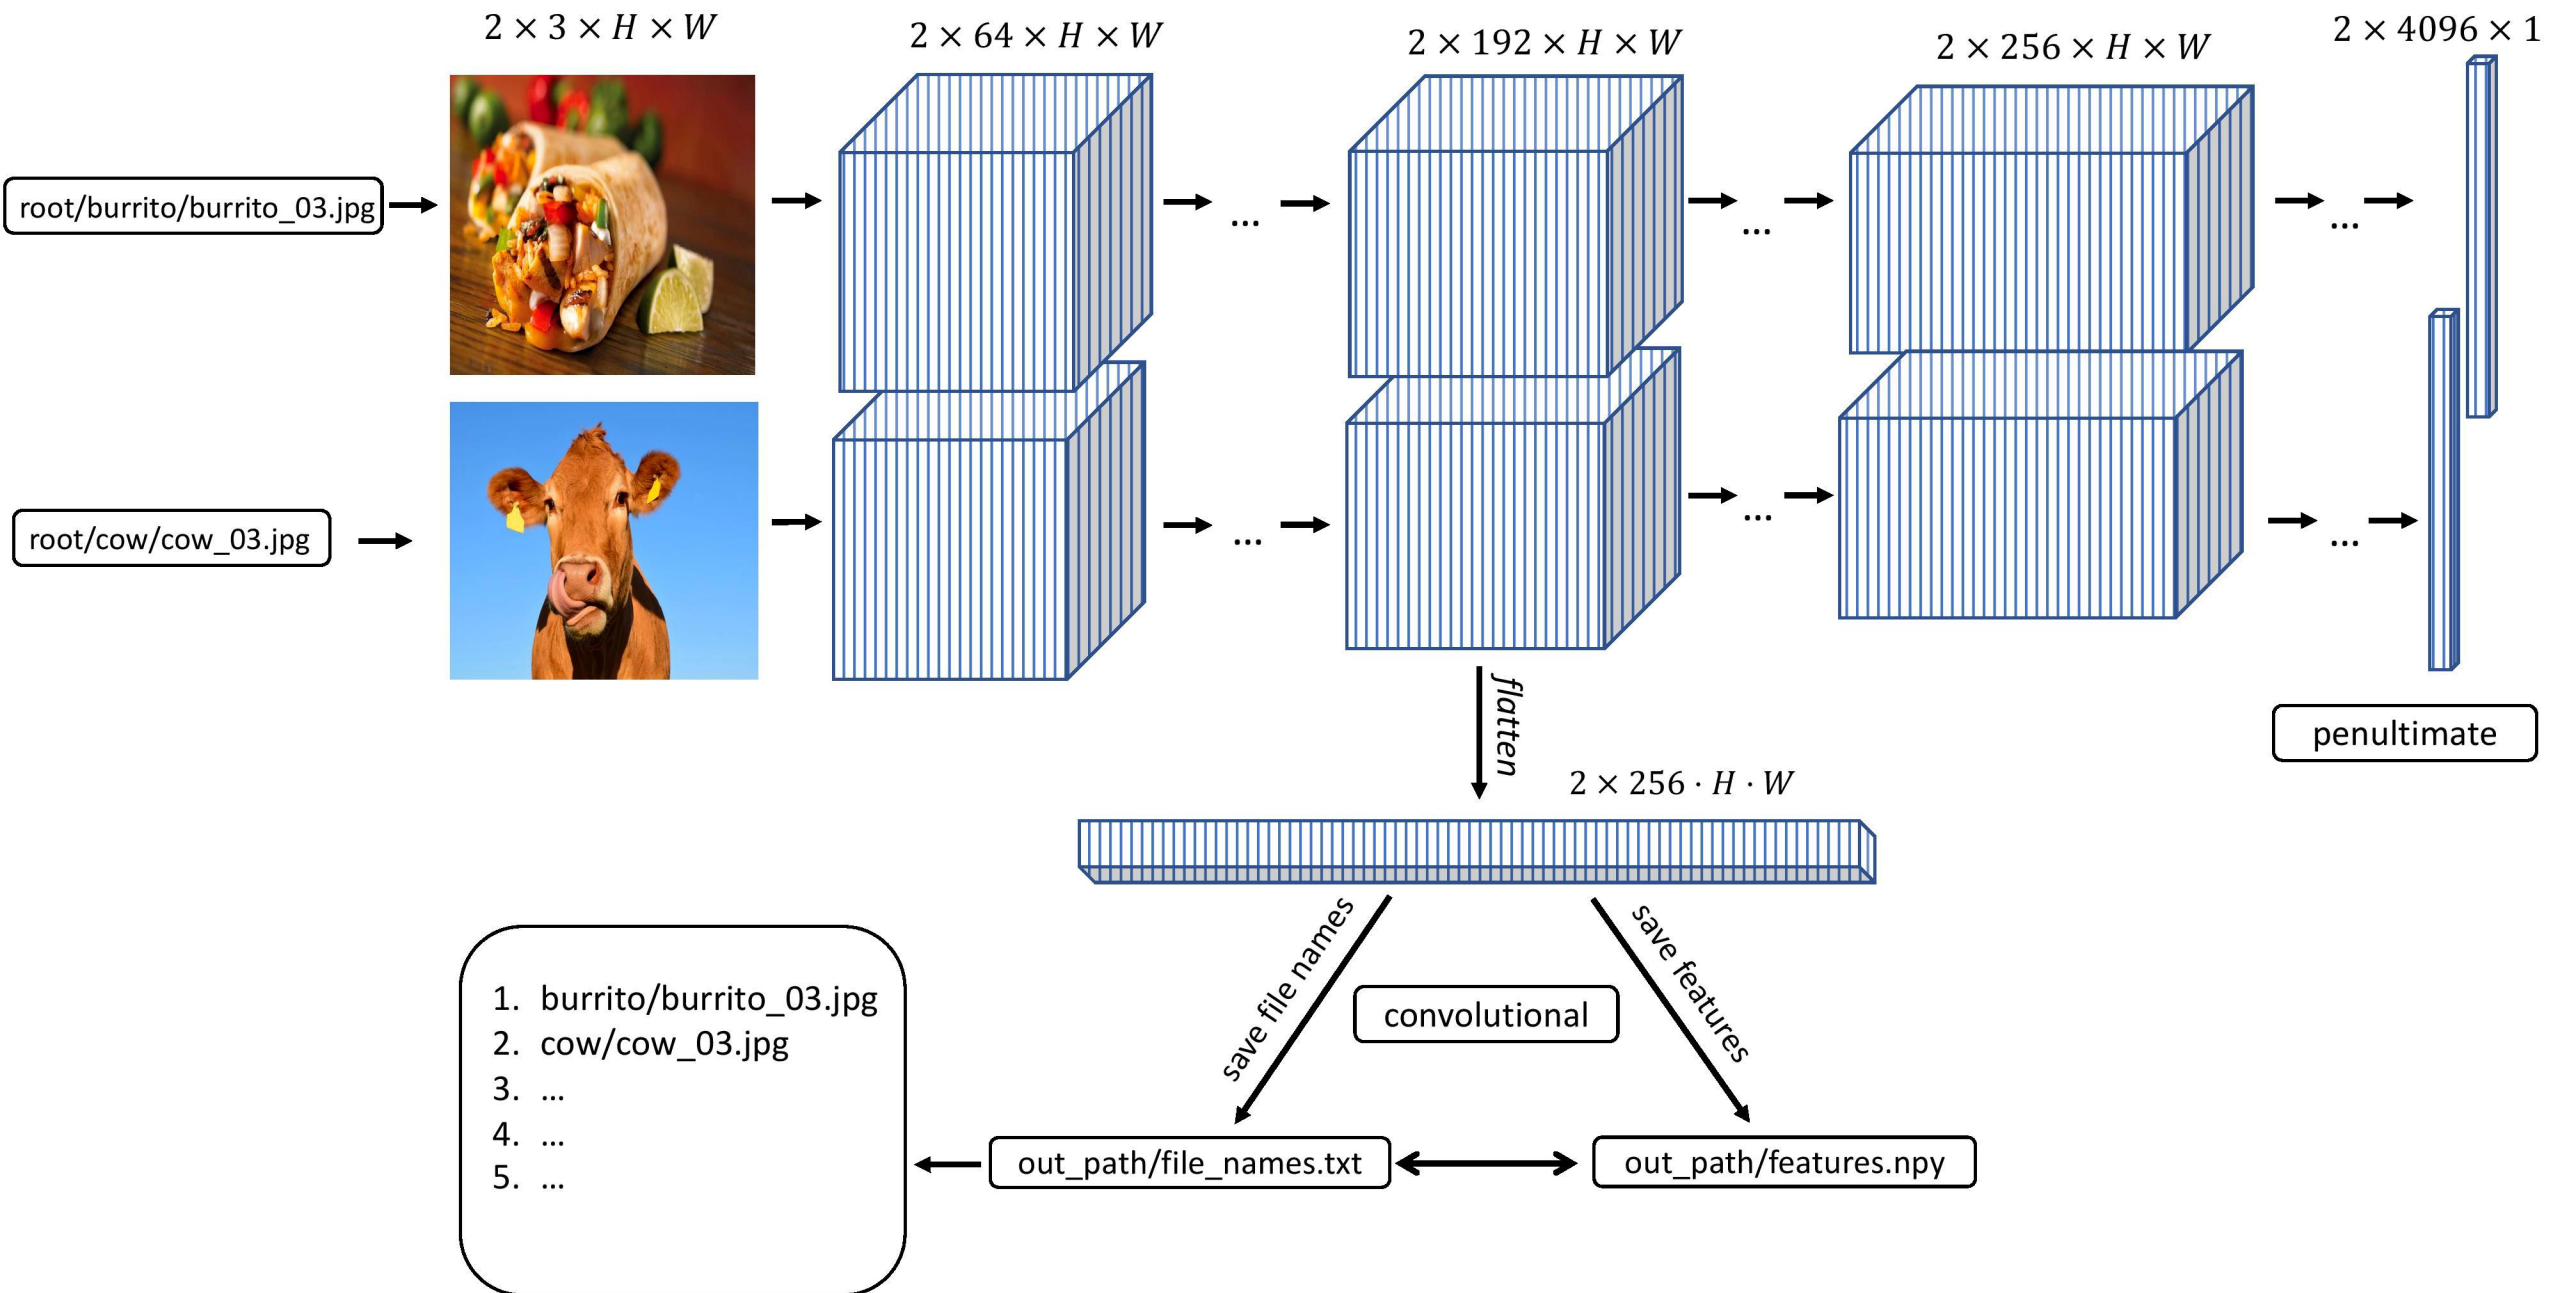 2 × 3 × H × W
2 × 64 × H × W
2 × 192 × H × W
2 × 256 × H × W
2 × 4096 × 1
root/burrito/burrito_03.jpg
...
...
...
root/cow/cow_03.jpg
...
...
...
flatten
penultimate
2 × 256 · H · W
save file names
save features
convolutional
1. burrito/burrito_03.jpg
2. cow/cow_03.jpg
3. ...
4. ...
5. ...
out_path/file_names.txt
out_path/features.npy